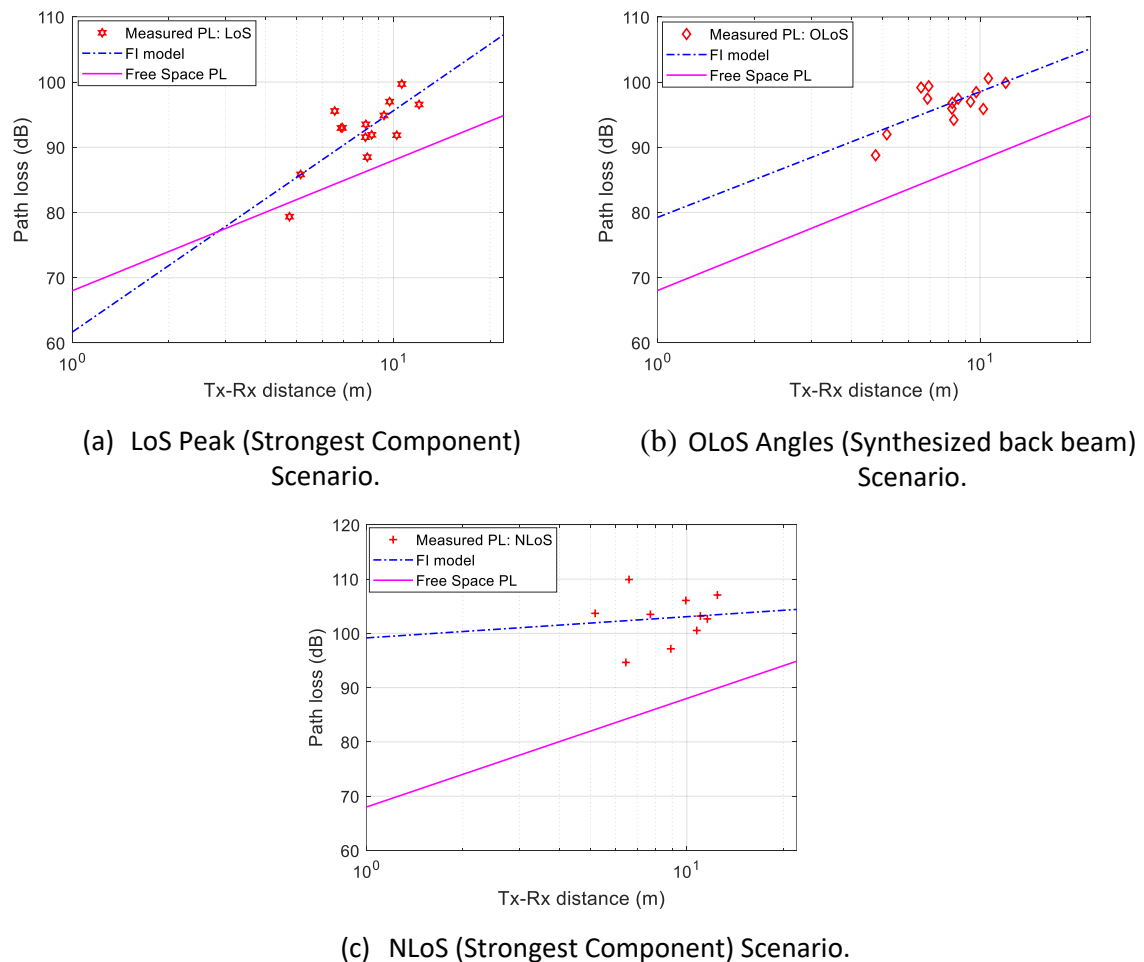 110
100
90
80
70
60
Path loss (dB)
Measured PL: LoS
FI model
Free Space PL
10^0
10^1
Tx-Rx distance (m)
(a) LoS Peak (Strongest Component)
Scenario.
110
100
90
80
70
60
Path loss (dB)
Measured PL: OLoS
FI model
Free Space PL
10^0
10^1
Tx-Rx distance (m)
(b) OLoS Angles (Synthesized back beam)
Scenario.
120
110
100
90
80
70
60
Path loss (dB)
Measured PL: NLoS
FI model
Free Space PL
10^0
10^1
Tx-Rx distance (m)
(c) NLoS (Strongest Component) Scenario.